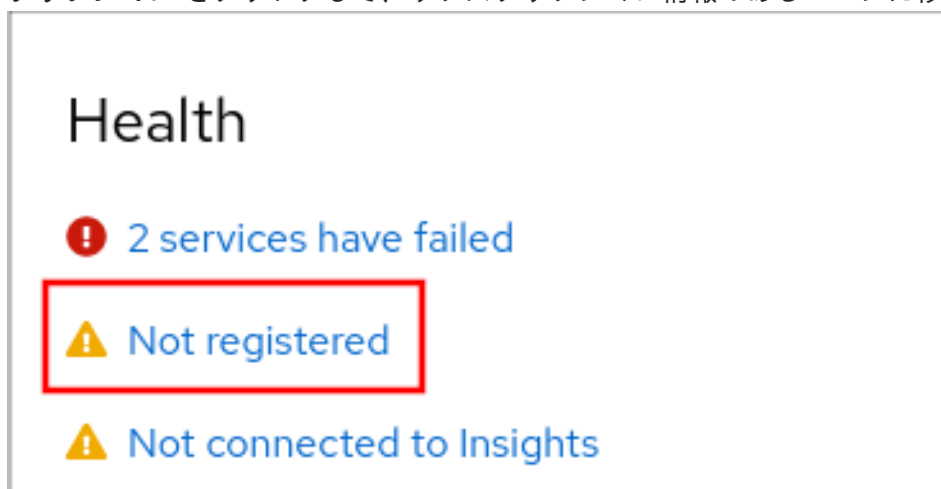 Health
2 services have failed
Not registered
Not connected to Insights